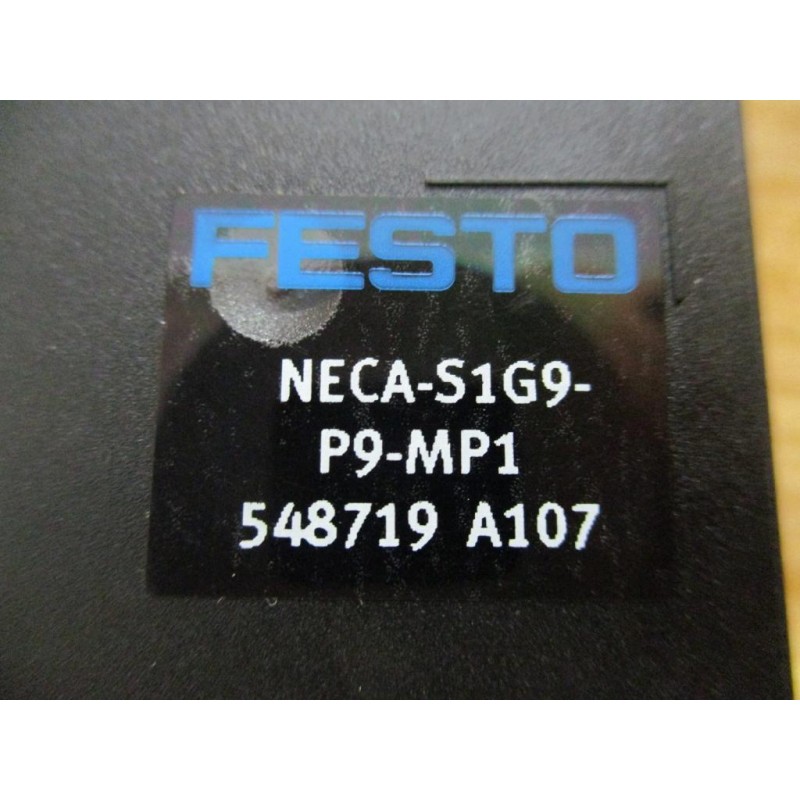 FESTO
NECA-S1G9-
P9-MP1
548719 A107